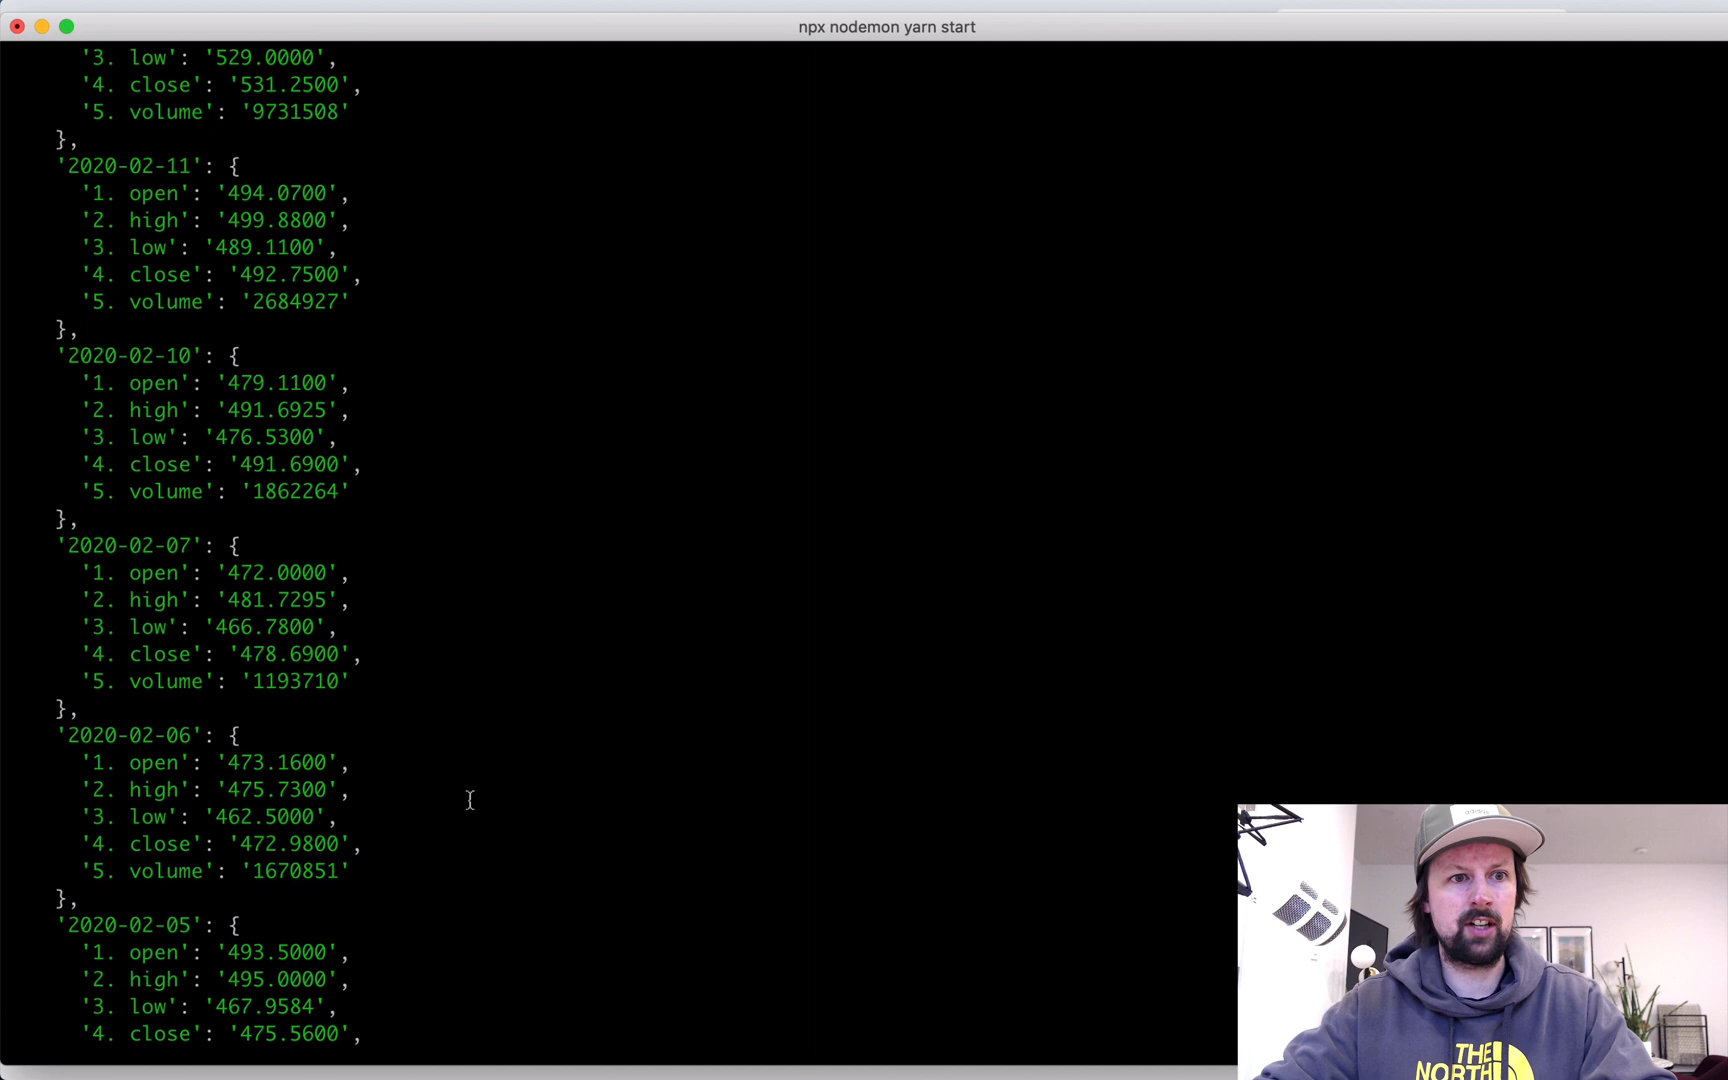 npx nodemon yarn start
'3. low': '529.0000',
'4. close': '531.2500',
'5. volume': '9731508'
},
'2020-02-11': {
'1. open': '494.0700',
'2. high': '499.8800',
'3. low': '489.1100',
'4. close': '492.7500',
'5. volume': '2684927'
},
'2020-02-10': {
'1. open': '479.1100',
'2. high': '491.6925',
'3. low': '476.5300',
'4. close': '491.6900',
'5. volume': '1862264'
},
'2020-02-07': {
'1. open': '472.0000',
'2. high': '481.7295',
'3. low': '466.7800',
'4. close': '478.6900',
'5. volume': '1193710'
},
'2020-02-06': {
'1. open': '473.1600',
'2. high': '475.7300',
'3. low': '462.5000',
'4. close': '472.9800',
'5. volume': '1670851'
},
'2020-02-05': {
'1. open': '493.5000',
'2. high': '495.0000',
'3. low': '467.9584',
'4. close': '475.5600',
THE
NORTH